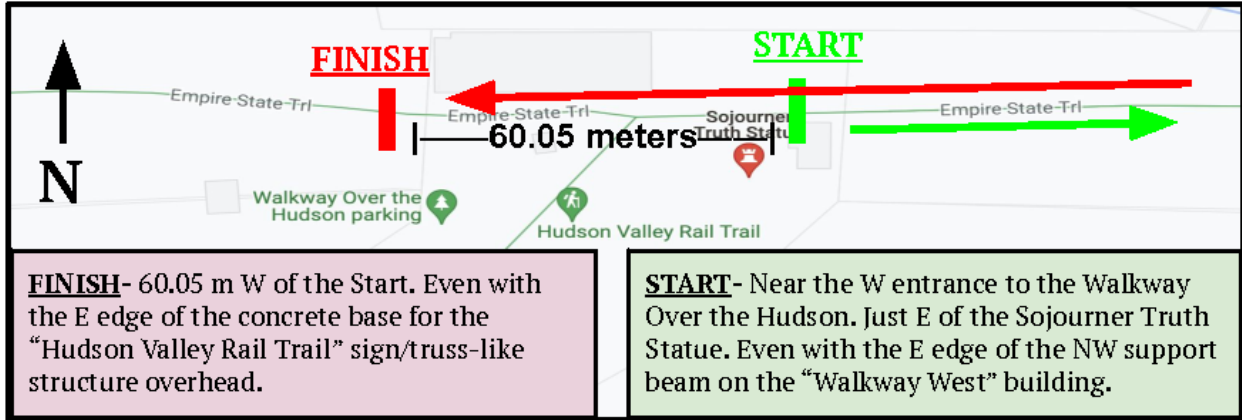 START
FINISH
Empire State Trl
Empire State Trl
Empire State Trl
Sojourner
Truth Statu
60.05 meters
N
Walkway Over the
Hudson parking
Hudson Valley Rail Trail
FINISH- 60.05 m W of the Start. Even with
the E edge of the concrete base for the
“Hudson Valley Rail Trail” sign/truss-like
structure overhead.
START- Near the W entrance to the Walkway
Over the Hudson. Just E of the Sojourner Truth
Statue. Even with the E edge of the NW support
beam on the “Walkway West” building.